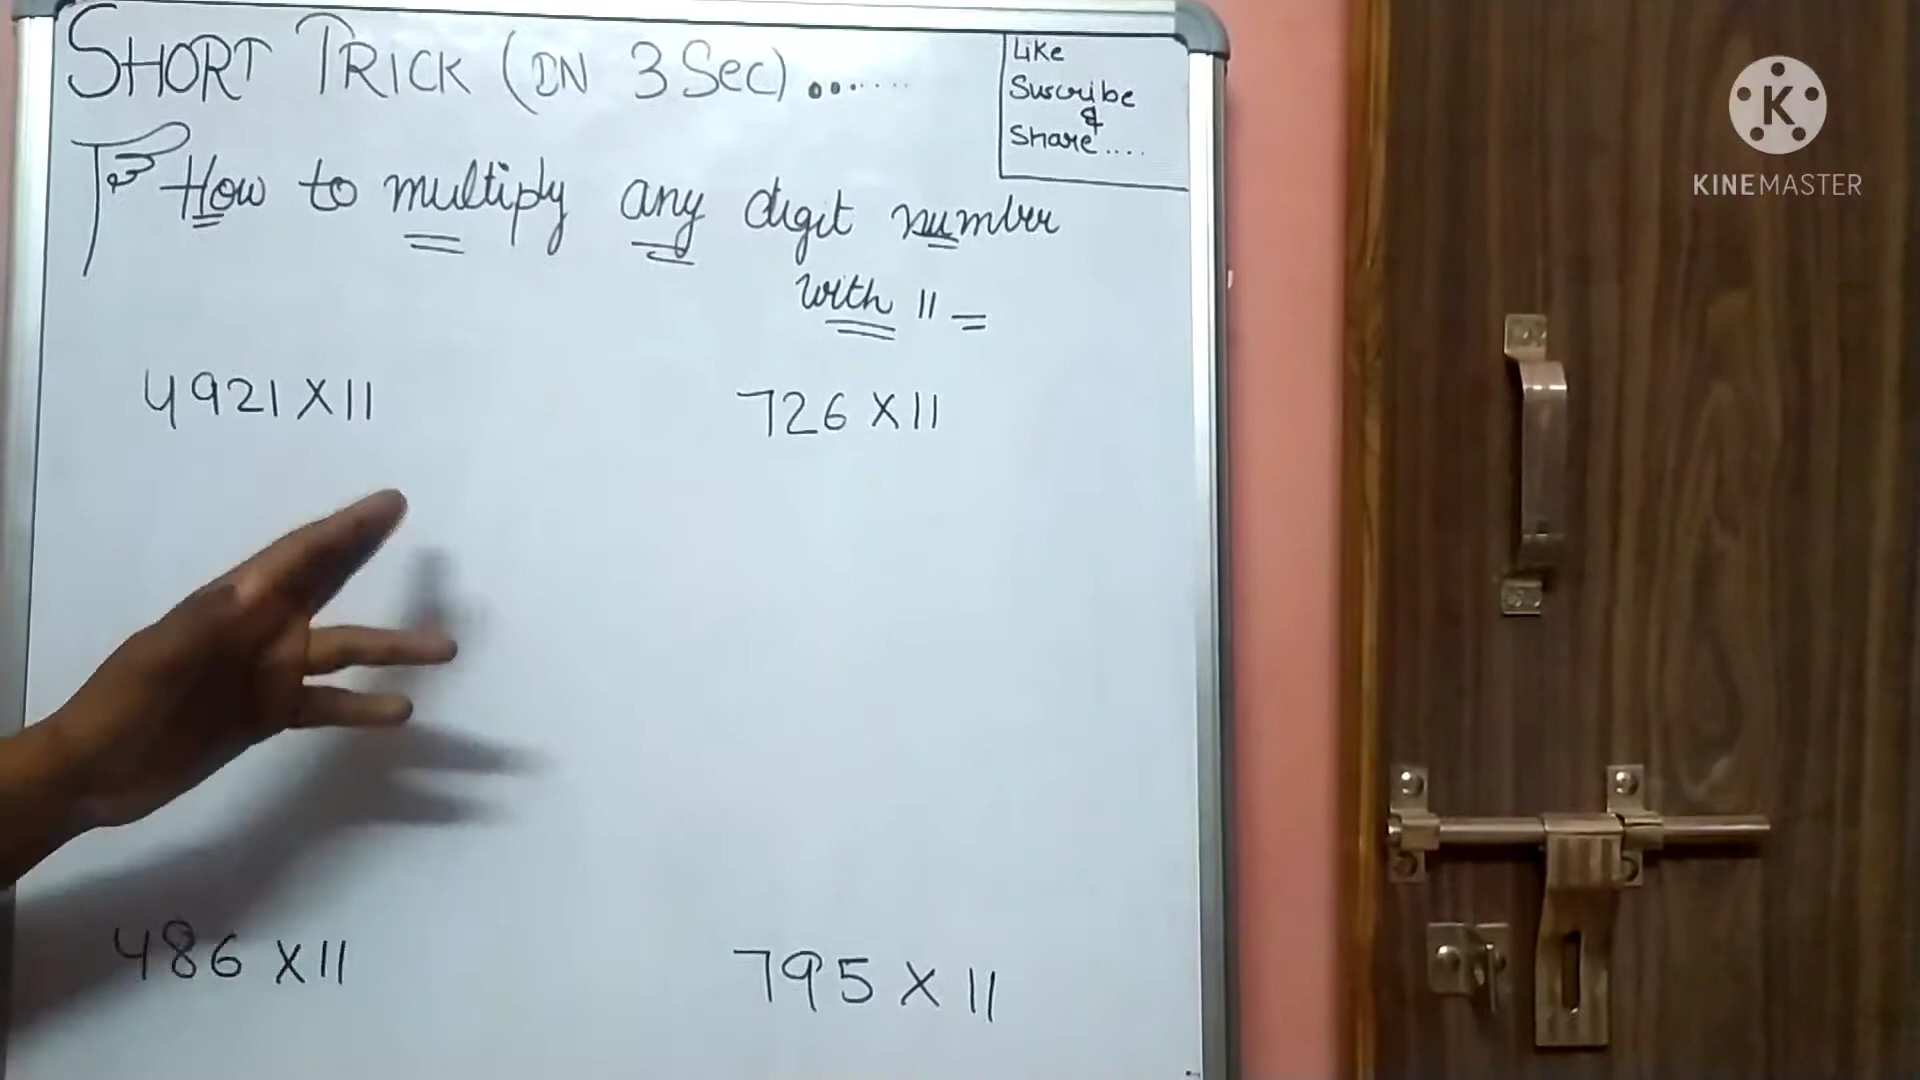 SHORT TRICK (IN 3 Sec).......
Like
Suscribe
&
Share....
How to multiply any digit number
with 11 =
4921 X 11
726 X 11
486 X 11
795 X 11
K
KINEMASTER